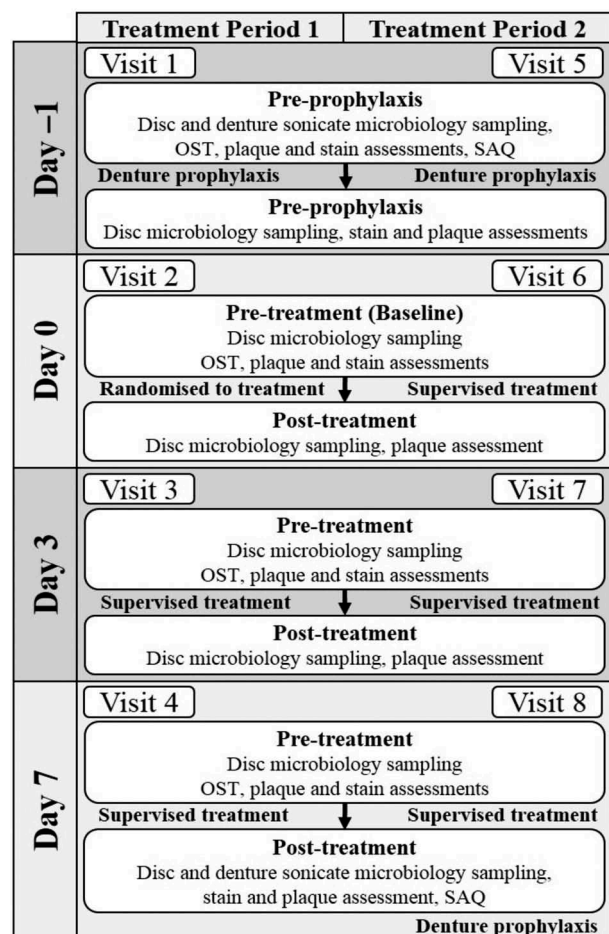 Treatment Period 1 Treatment Period 2
Day −1
Visit 1 Visit 5
Pre-prophylaxis
Disc and denture sonicate microbiology sampling,
OST, plaque and stain assessments, SAQ
Denture prophylaxis Denture prophylaxis
Pre-prophylaxis
Disc microbiology sampling, stain and plaque assessments
Day 0
Visit 2 Visit 6
Pre-treatment (Baseline)
Disc microbiology sampling
OST, plaque and stain assessments
Randomised to treatment Supervised treatment
Post-treatment
Disc microbiology sampling, plaque assessment
Day 3
Visit 3 Visit 7
Pre-treatment
Disc microbiology sampling
OST, plaque and stain assessments
Supervised treatment Supervised treatment
Post-treatment
Disc microbiology sampling, plaque assessment
Day 7
Visit 4 Visit 8
Pre-treatment
Disc microbiology sampling
OST, plaque and stain assessments
Supervised treatment Supervised treatment
Post-treatment
Disc and denture sonicate microbiology sampling,
stain and plaque assessment, SAQ
Denture prophylaxis